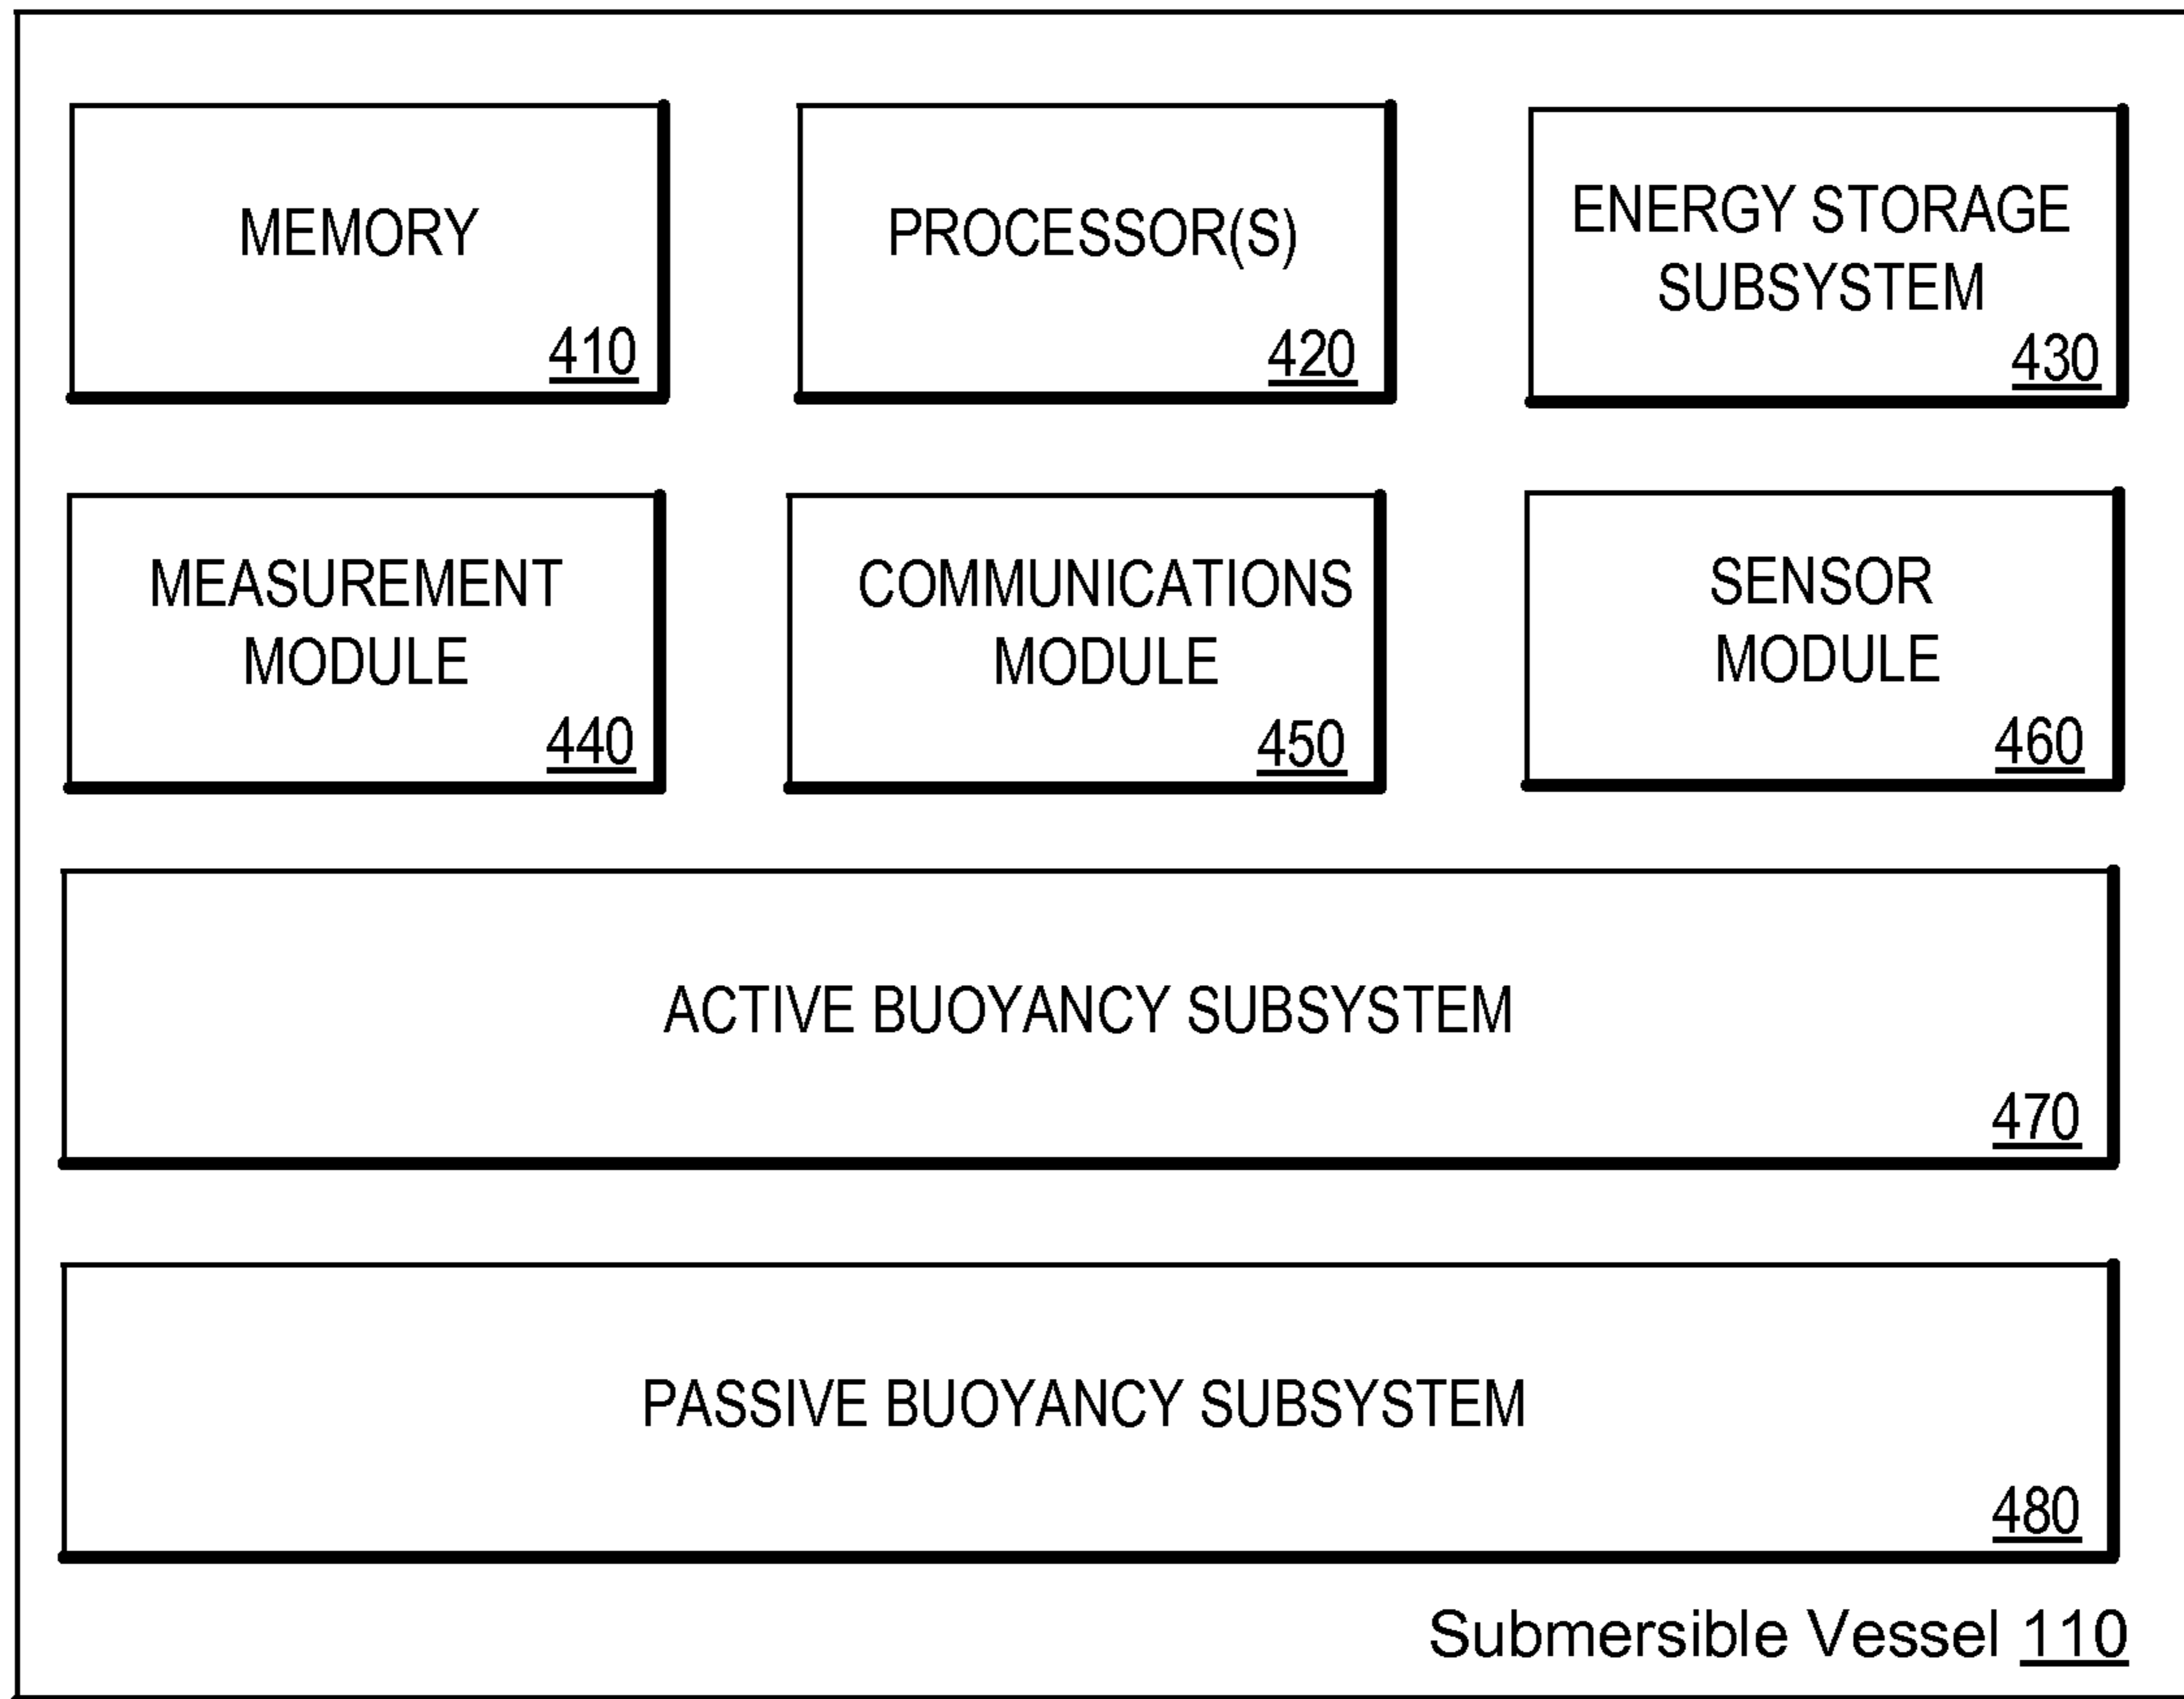 MEMORY
410
PROCESSOR(S)
420
ENERGY STORAGE
SUBSYSTEM
430
MEASUREMENT
MODULE
440
COMMUNICATIONS
MODULE
450
SENSOR
MODULE
460
ACTIVE BUOYANCY SUBSYSTEM
470
PASSIVE BUOYANCY SUBSYSTEM
480
Submersible Vessel 110